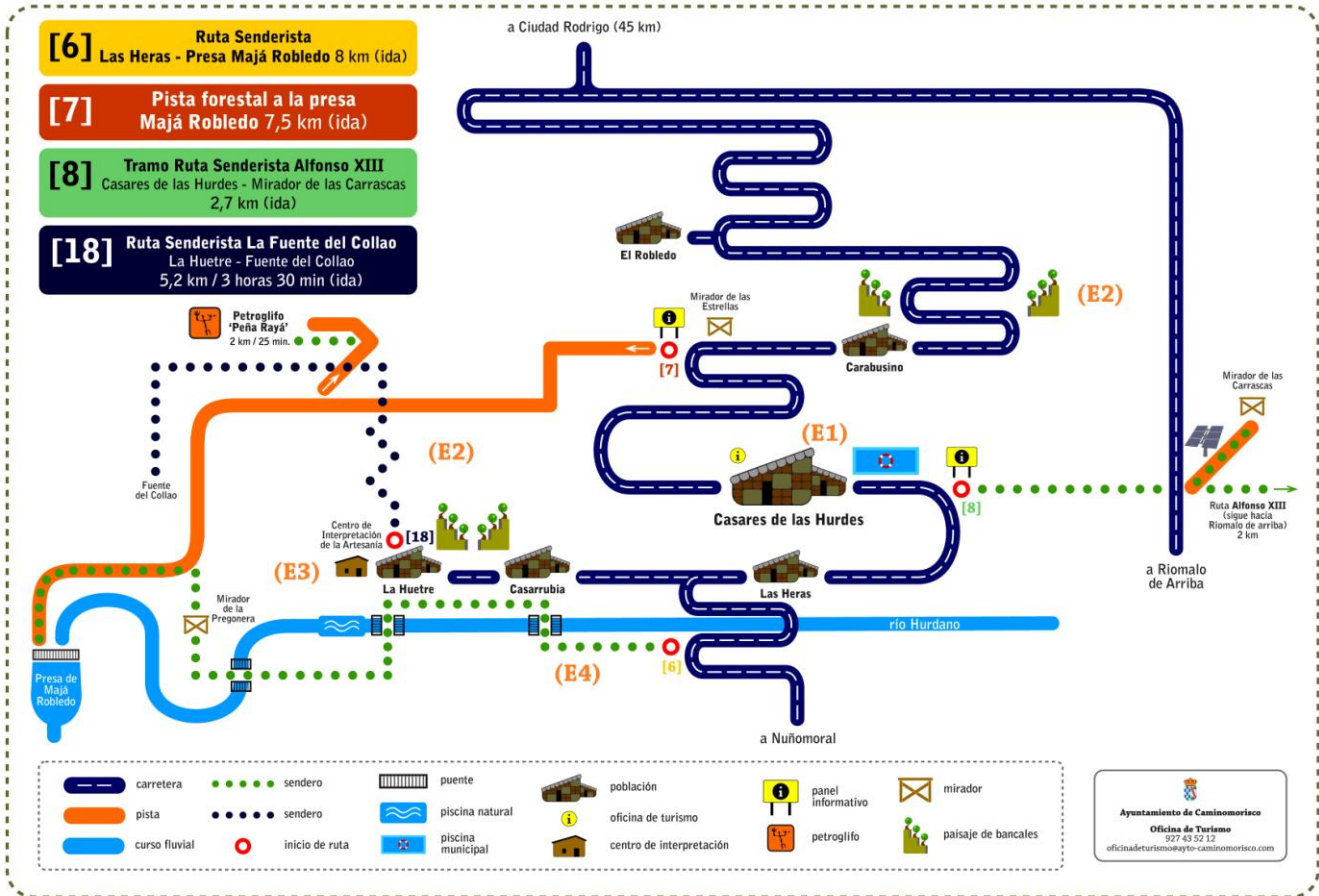 a Ciudad Rodrigo (45 km)
[6] Ruta Senderista
Las Heras - Presa Majá Robledo 8 km (ida)
[7] Pista forestal a la presa
Majá Robledo 7,5 km (ida)
[8] Tramo Ruta Senderista Alfonso XIII
Casares de las Hurdes - Mirador de las Carrascas
2,7 km (ida)
[18] Ruta Senderista La Fuente del Collao
La Huetre - Fuente del Collao
5,2 km / 3 horas 30 min (ida)
El Robledo
(E2)
Petroglifo
'Peña Rayá'
2 km / 25 min.
Mirador de las
Estrellas
[7]
Carabusino
Mirador de las
Carrascas
(E1)
(E2)
Fuente
del Collao
Casares de las Hurdes
[8]
Ruta Alfonso XIII
(sigue hacia
Riomalo de arriba)
2 km
Centro de
Interpretación
de la Artesanía
[18]
(E3)
La Huetre
Casarrubia
Las Heras
a Riomalo
de Arriba
Mirador
de la
Pregonera
río Hurdano
(E4)
[6]
Presa de
Majá
Robledo
a Nuñomoral
carretera
sendero
puente
población
panel
informativo
mirador
pista
sendero
piscina natural
oficina de turismo
petroglifo
paisaje de bancales
curso fluvial
inicio de ruta
piscina
municipal
centro de interpretación
Ayuntamiento de Caminomorisco
Oficina de Turismo
927 43 52 12
oficinadeturismo@ayto-caminomorisco.com